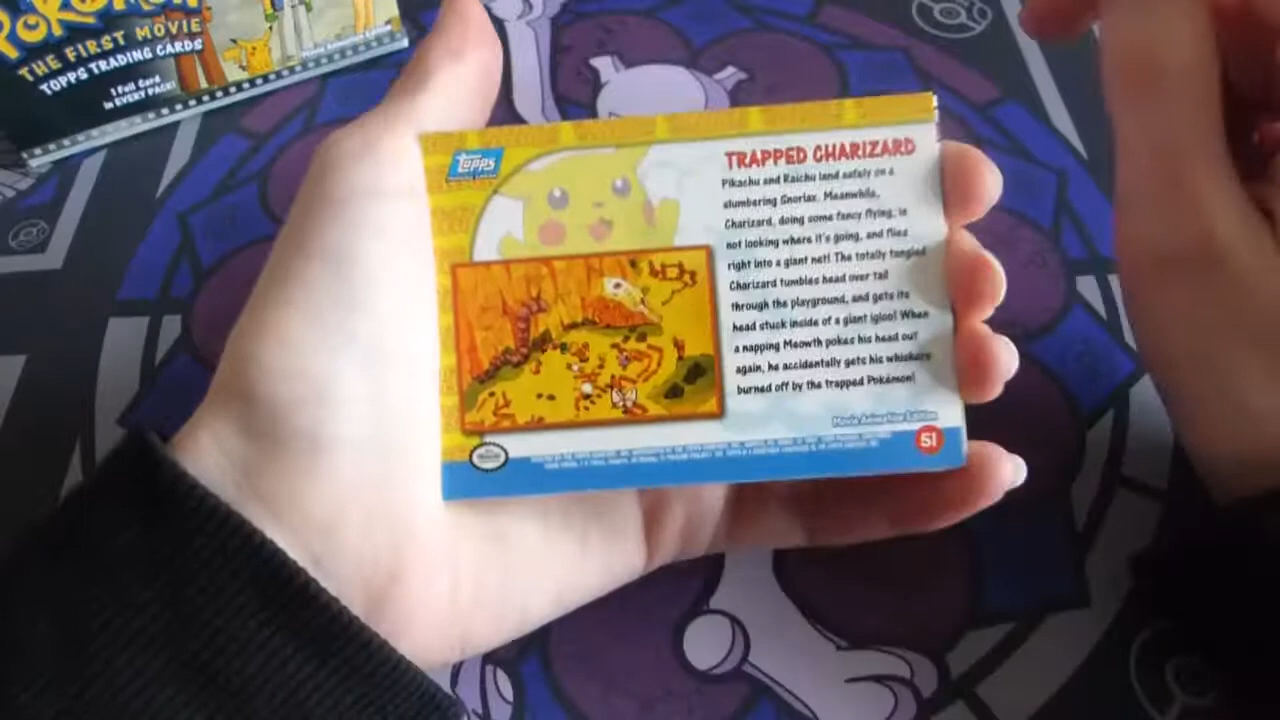 POKéMON
THE FIRST MOVIE
TOPPS TRADING CARDS
1 Foil Card
in EVERY PACK!
Movie Animation Edition
Topps
TRAPPED CHARIZARD
Pikachu and Raichu land safely on a
slumbering Snorlax. Meanwhile,
Charizard, doing some fancy flying, is
not looking where it's going, and flies
right into a giant net! The totally tangled
Charizard tumbles head over tail
through the playground, and gets its
head stuck inside of a giant igloo! When
a napping Meowth pokes his head out
again, he accidentally gets his whiskers
burned off by the trapped Pokémon!
Movie Animation Edition
51